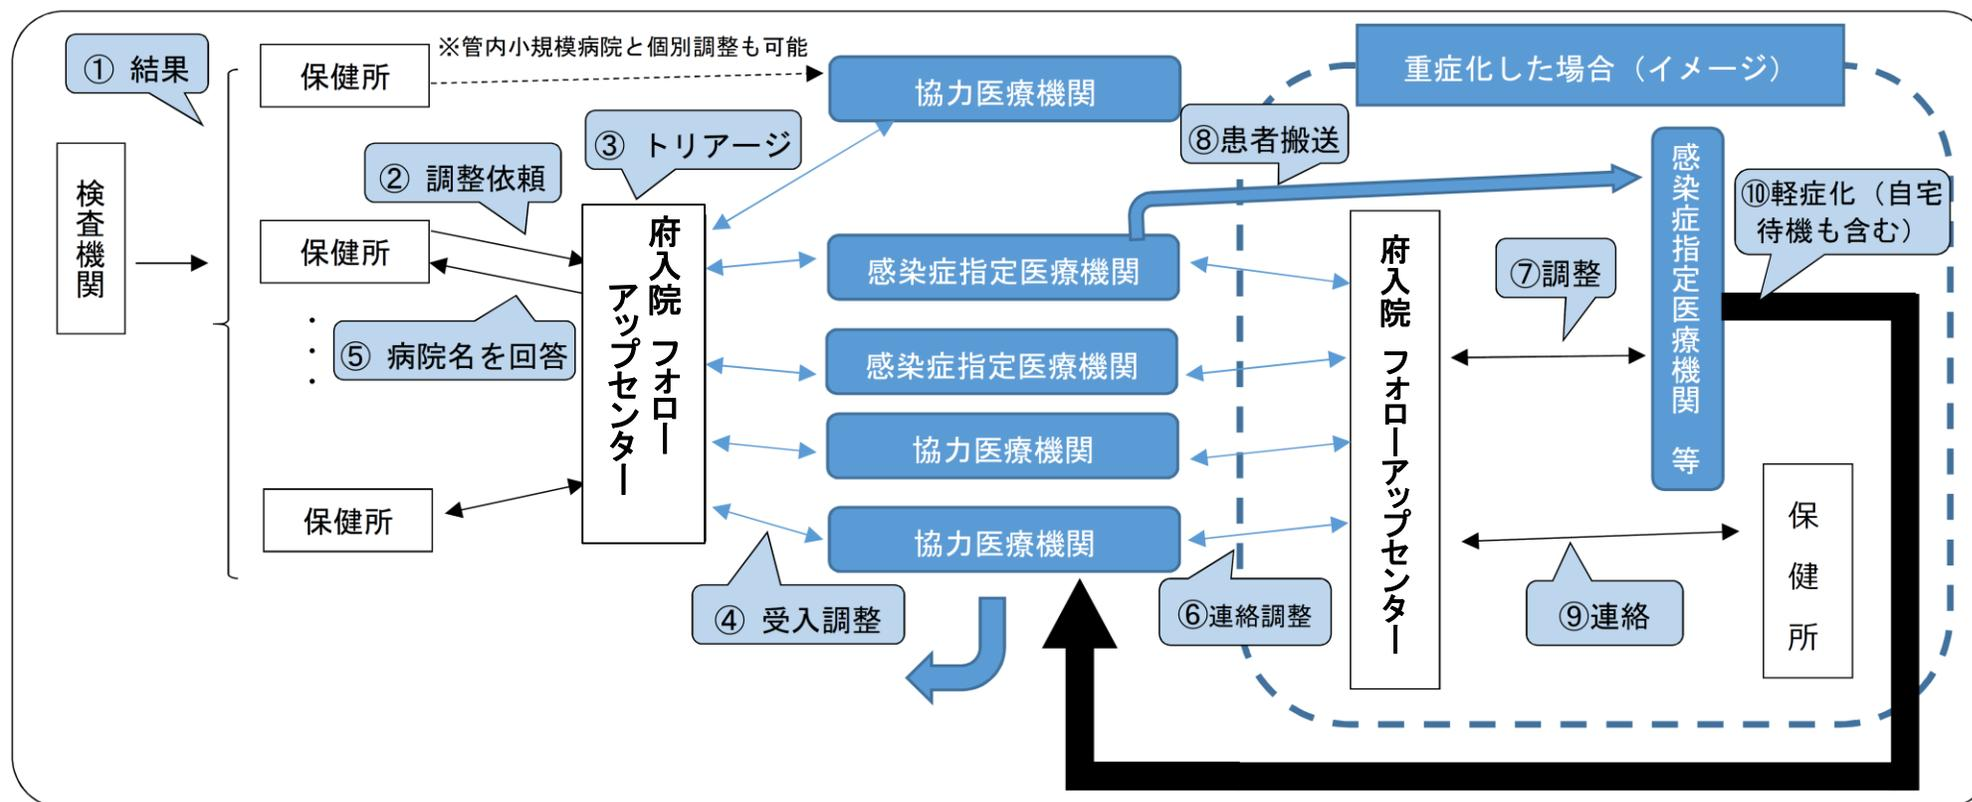 ① 結果
保健所
※管内小規模病院と個別調整も可能
協力医療機関
重症化した場合（イメージ）
検査機関
② 調整依頼
③ トリアージ
⑧患者搬送
保健所
府入院 フォロー
アップセンター
感染症指定医療機関
府入院 フォローアップセンター
⑦調整
感染症指定医療機関 等
⑩軽症化（自宅
待機も含む）
・
・
・
⑤ 病院名を回答
感染症指定医療機関
協力医療機関
保健所
協力医療機関
④ 受入調整
⑥連絡調整
⑨連絡
保健所